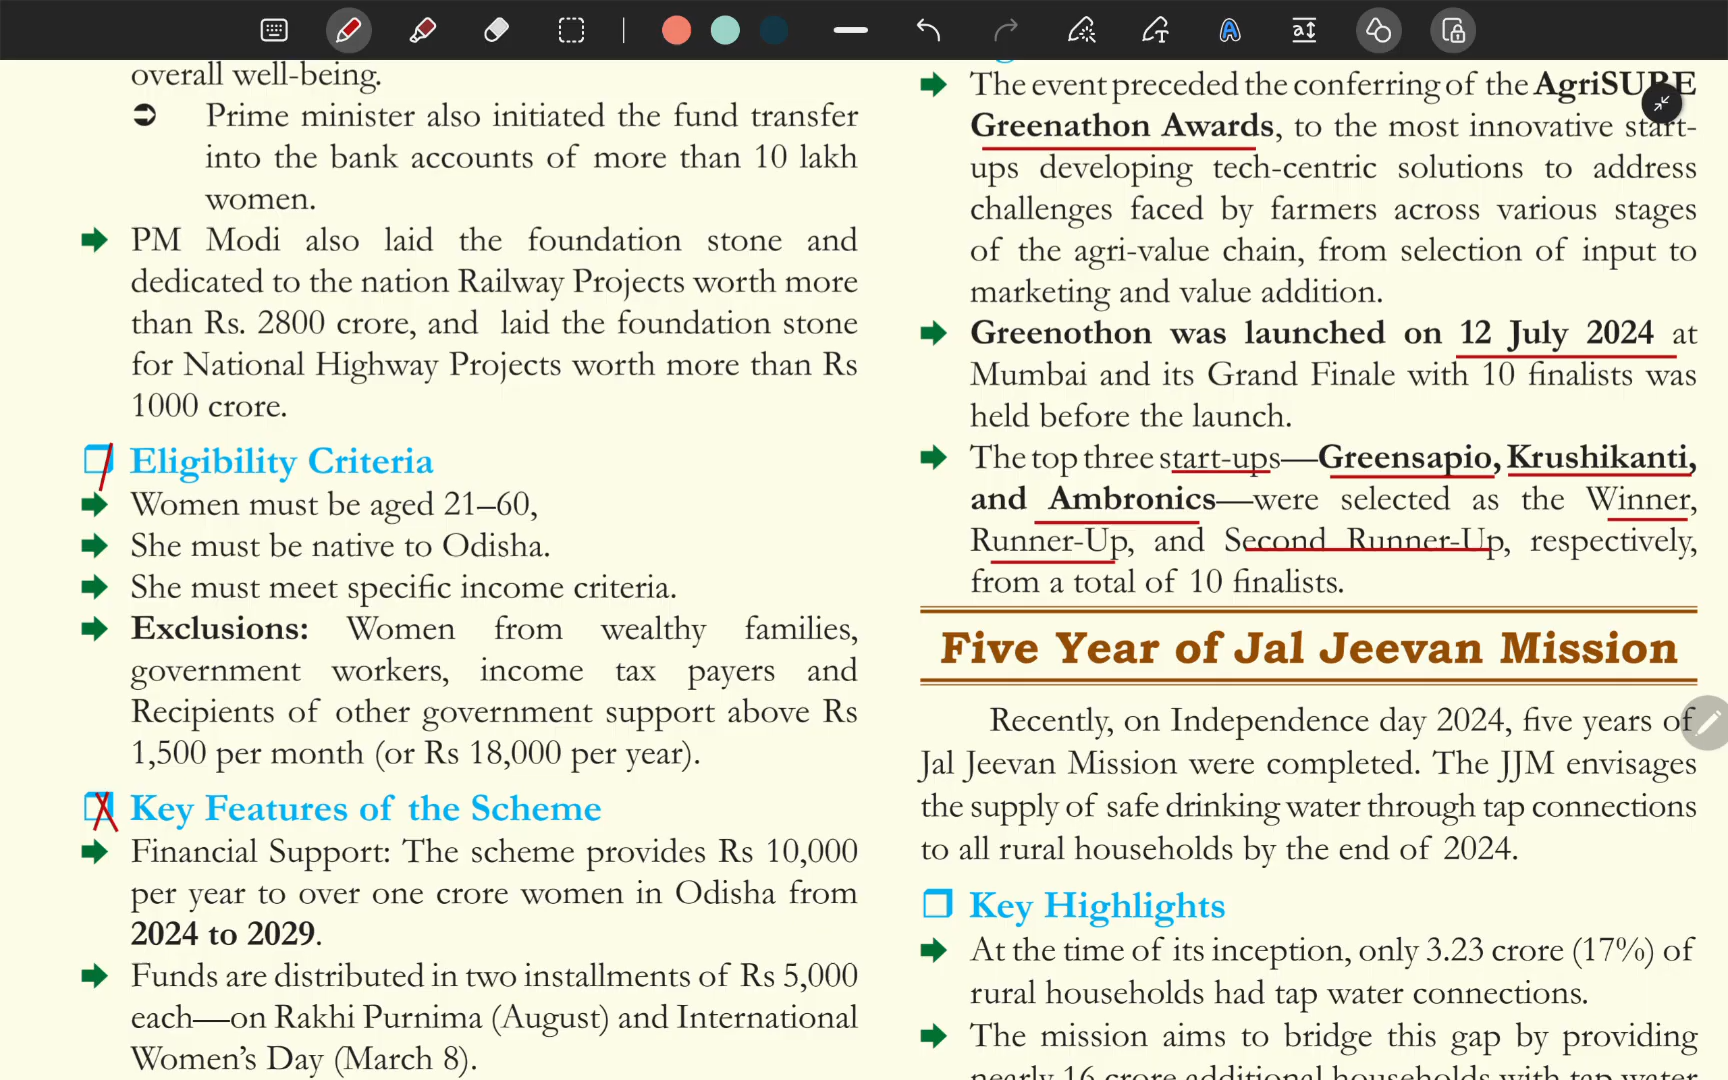 overall well-being.
Prime minister also initiated the fund transfer
into the bank accounts of more than 10 lakh
women.
PM Modi also laid the foundation stone and
dedicated to the nation Railway Projects worth more
than Rs. 2800 crore, and laid the foundation stone
for National Highway Projects worth more than Rs
1000 crore.
Eligibility Criteria
Women must be aged 21–60,
She must be native to Odisha.
She must meet specific income criteria.
Exclusions: Women from wealthy families,
government workers, income tax payers and
Recipients of other government support above Rs
1,500 per month (or Rs 18,000 per year).
Key Features of the Scheme
Financial Support: The scheme provides Rs 10,000
per year to over one crore women in Odisha from
2024 to 2029.
Funds are distributed in two installments of Rs 5,000
each—on Rakhi Purnima (August) and International
Women's Day (March 8).
The event preceded the conferring of the AgriSURE
Greenathon Awards, to the most innovative start-
ups developing tech-centric solutions to address
challenges faced by farmers across various stages
of the agri-value chain, from selection of input to
marketing and value addition.
Greenothon was launched on 12 July 2024 at
Mumbai and its Grand Finale with 10 finalists was
held before the launch.
The top three start-ups—Greensapio, Krushikanti,
and Ambronics—were selected as the Winner,
Runner-Up, and Second Runner-Up, respectively,
from a total of 10 finalists.
Five Year of Jal Jeevan Mission
Recently, on Independence day 2024, five years of
Jal Jeevan Mission were completed. The JJM envisages
the supply of safe drinking water through tap connections
to all rural households by the end of 2024.
Key Highlights
At the time of its inception, only 3.23 crore (17%) of
rural households had tap water connections.
The mission aims to bridge this gap by providing
nearly 16 crore additional households with tap water